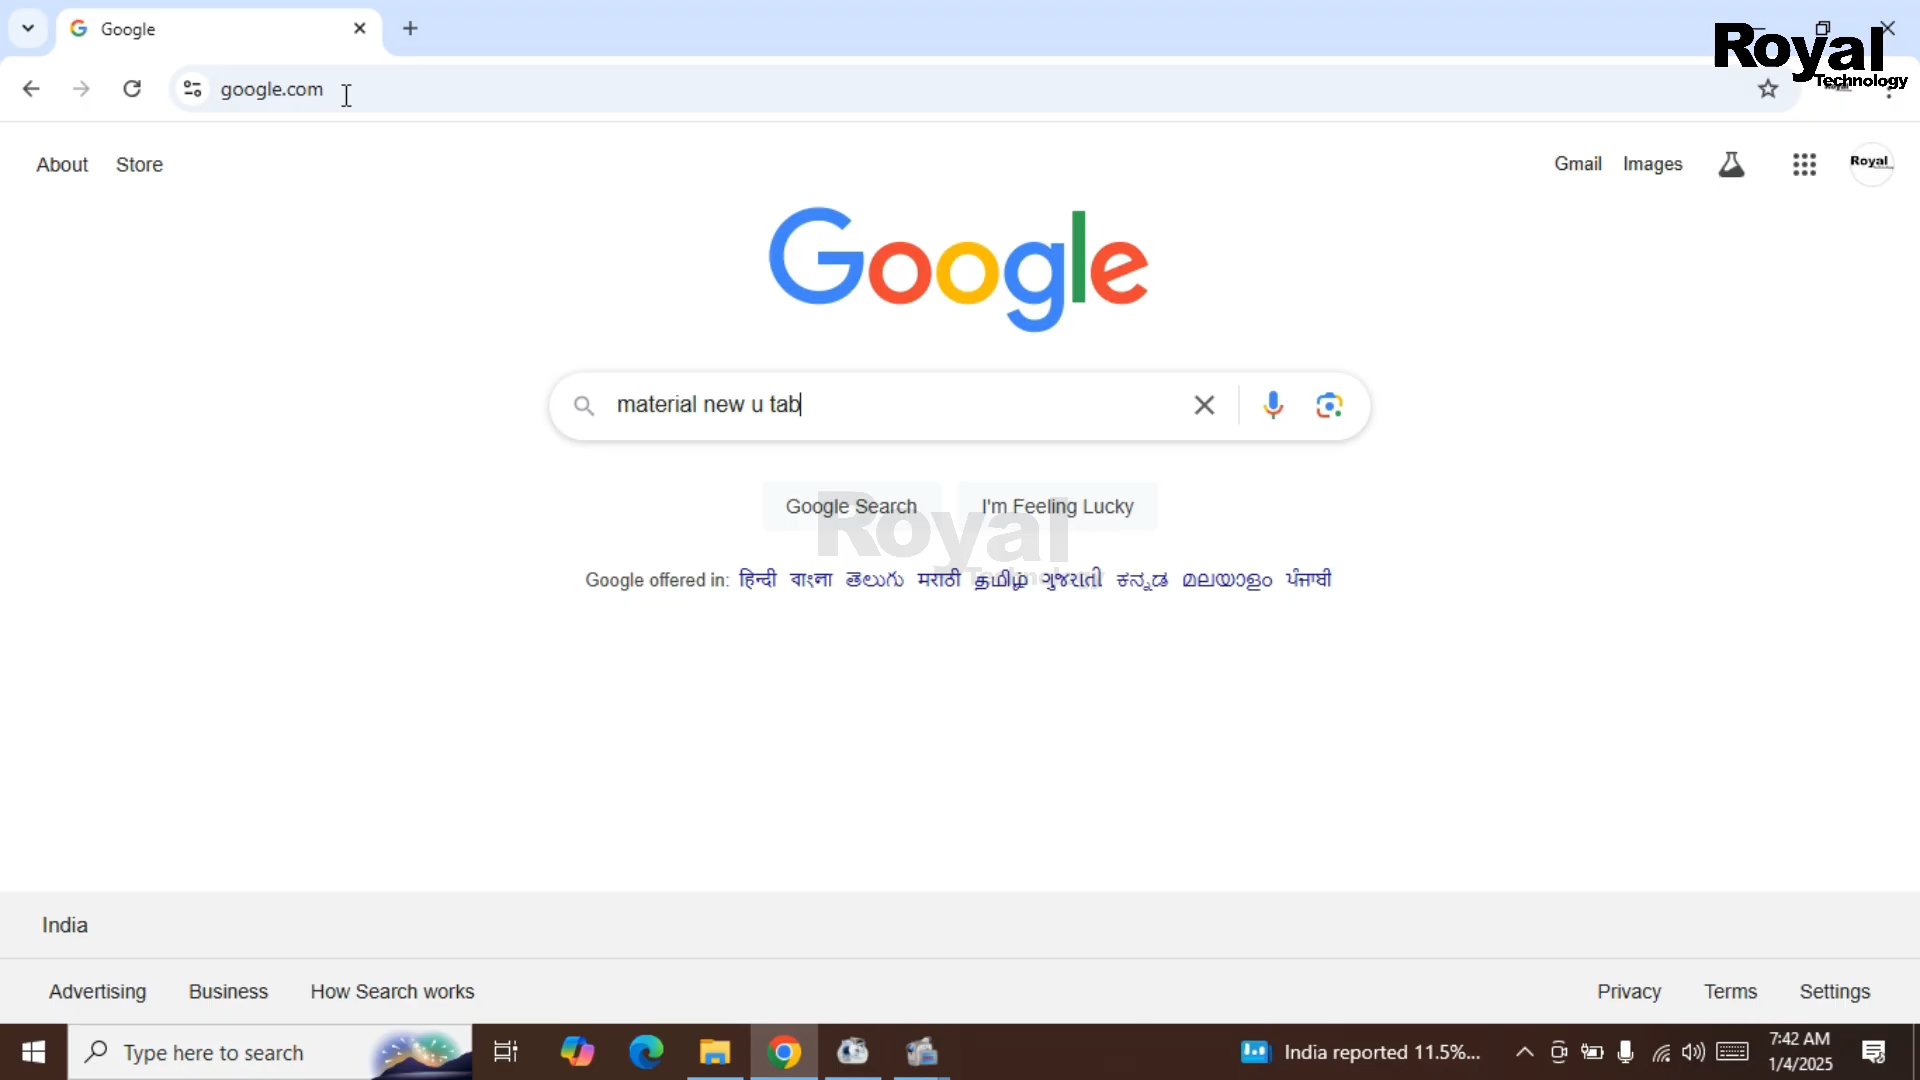 Google
Royal
Technology
google.com
About Store
Gmail Images
Royal
Google
material new u tab
Google Search I'm Feeling Lucky
Royal
Technology
Google offered in: हिन्दी বাংলা తెలుగు मराठी தமிழ் ગુજરાતી ಕನ್ನಡ മലയാളം ਪੰਜਾਬੀ
India
Advertising Business How Search works
Privacy Terms Settings
Type here to search
India reported 11.5%...
7:42 AM
1/4/2025